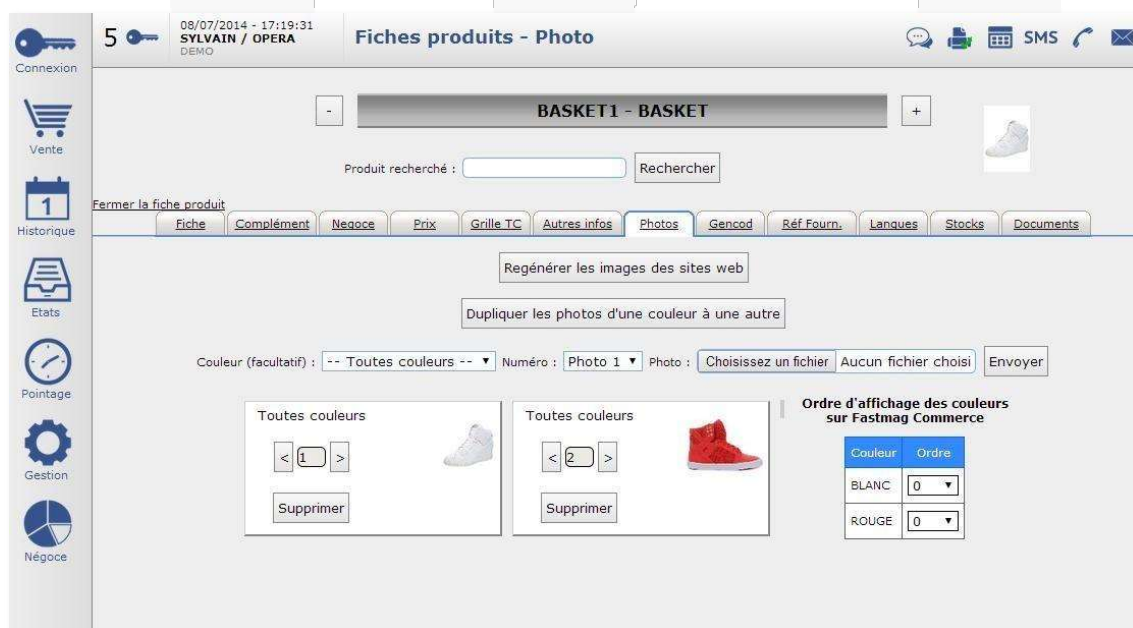 Connexion
5
08/07/2014 - 17:19:31
SYLVAIN / OPERA
DEMO
Fiches produits - Photo
SMS
Vente
1
Historique
Etats
Pointage
Gestion
Négoce
- BASKET1 - BASKET +
Produit recherché : Rechercher
Fermer la fiche produit
Fiche Complément Negoce Prix Grille TC Autres infos Photos Gencod Réf Fourn. Langues Stocks Documents
Regénérer les images des sites web
Dupliquer les photos d'une couleur à une autre
Couleur (facultatif) : -- Toutes couleurs -- Numéro : Photo 1 Photo : Choisissez un fichier Aucun fichier choisi Envoyer
Toutes couleurs
< 1 >
Supprimer
Toutes couleurs
< 2 >
Supprimer
Ordre d'affichage des couleurs
sur Fastmag Commerce
Couleur Ordre
BLANC 0
ROUGE 0